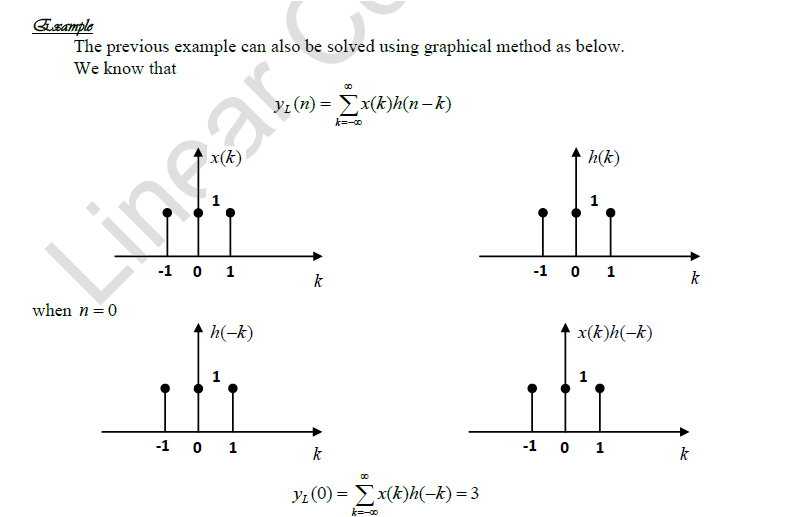 Example
The previous example can also be solved using graphical method as below.
We know that
y_L(n) = ∑_{k=-∞}^{∞} x(k)h(n-k)
x(k) h(k)
1 1
-1 0 1 k -1 0 1 k
when n = 0
h(-k) x(k)h(-k)
1 1
-1 0 1 k -1 0 1 k
y_L(0) = ∑_{k=-∞}^{∞} x(k)h(-k) = 3
Linear Co